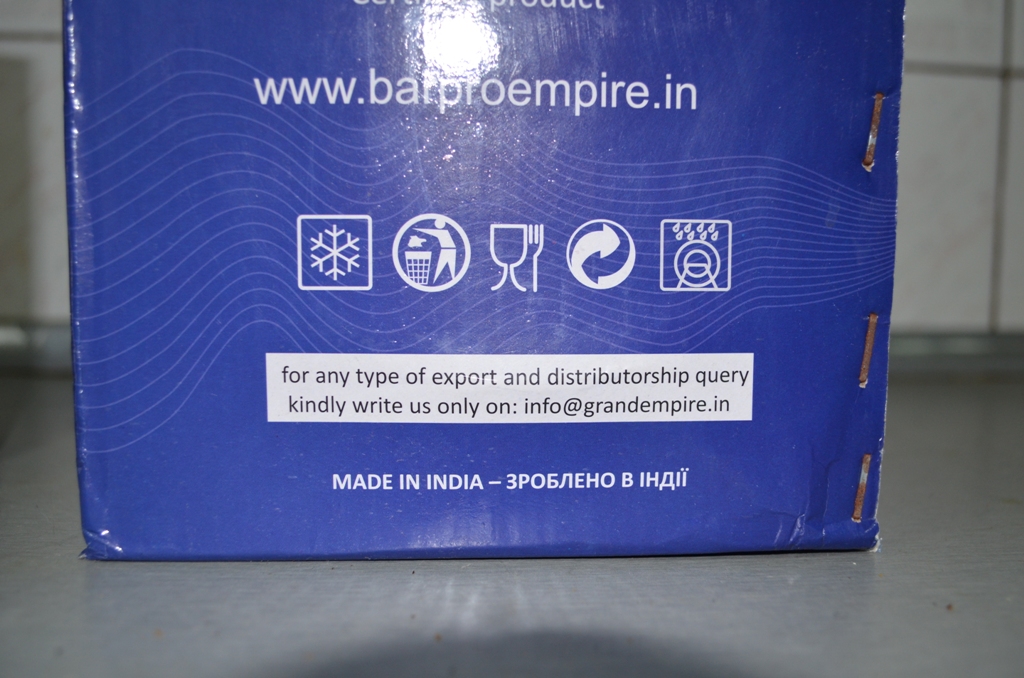 product
www.barproempire.in
for any type of export and distributorship query
kindly write us only on: info@grandempire.in
MADE IN INDIA – ЗРОБЛЕНО В ІНДІЇ